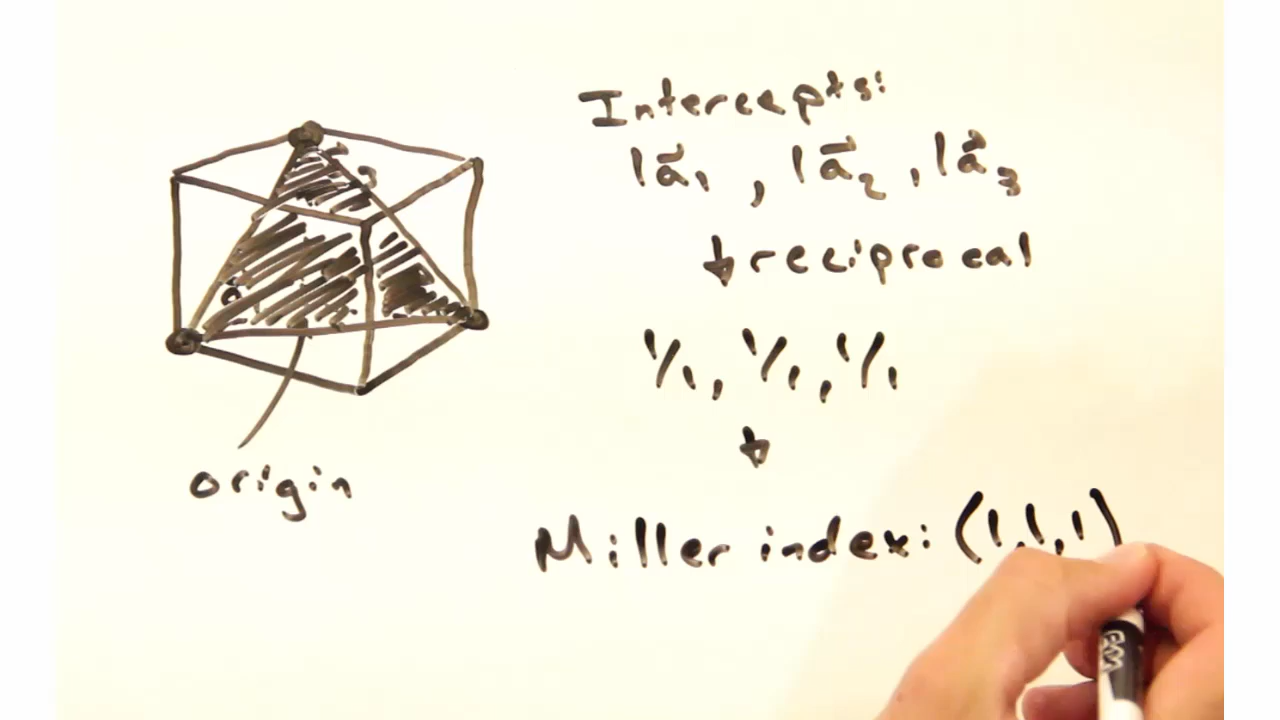 Intercepts:
1a⃗₁ , 1a⃗₂ , 1a⃗₃
reciprocal
1/1, 1/1, 1/1
Miller index: (1,1,1)
origin